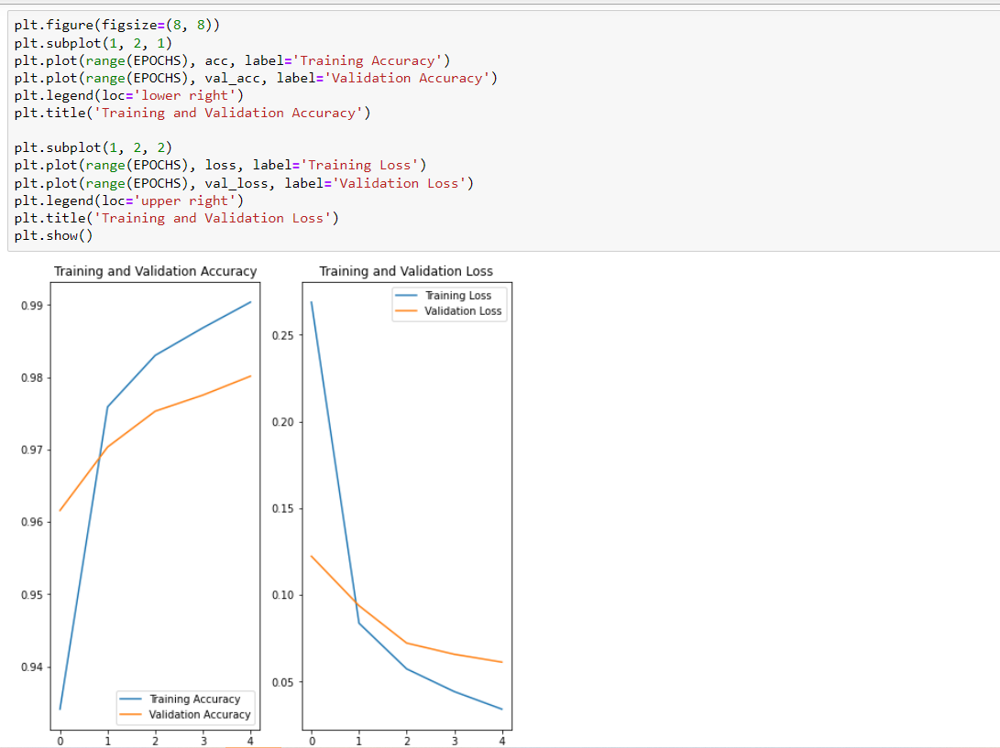 plt.figure(figsize=(8, 8))
plt.subplot(1, 2, 1)
plt.plot(range(EPOCHS), acc, label='Training Accuracy')
plt.plot(range(EPOCHS), val_acc, label='Validation Accuracy')
plt.legend(loc='lower right')
plt.title('Training and Validation Accuracy')
plt.subplot(1, 2, 2)
plt.plot(range(EPOCHS), loss, label='Training Loss')
plt.plot(range(EPOCHS), val_loss, label='Validation Loss')
plt.legend(loc='upper right')
plt.title('Training and Validation Loss')
plt.show()
Training and Validation Accuracy
0.99
0.98
0.97
0.96
0.95
0.94
Training Accuracy
Validation Accuracy
0 1 2 3 4
Training and Validation Loss
Training Loss
Validation Loss
0.25
0.20
0.15
0.10
0.05
0 1 2 3 4